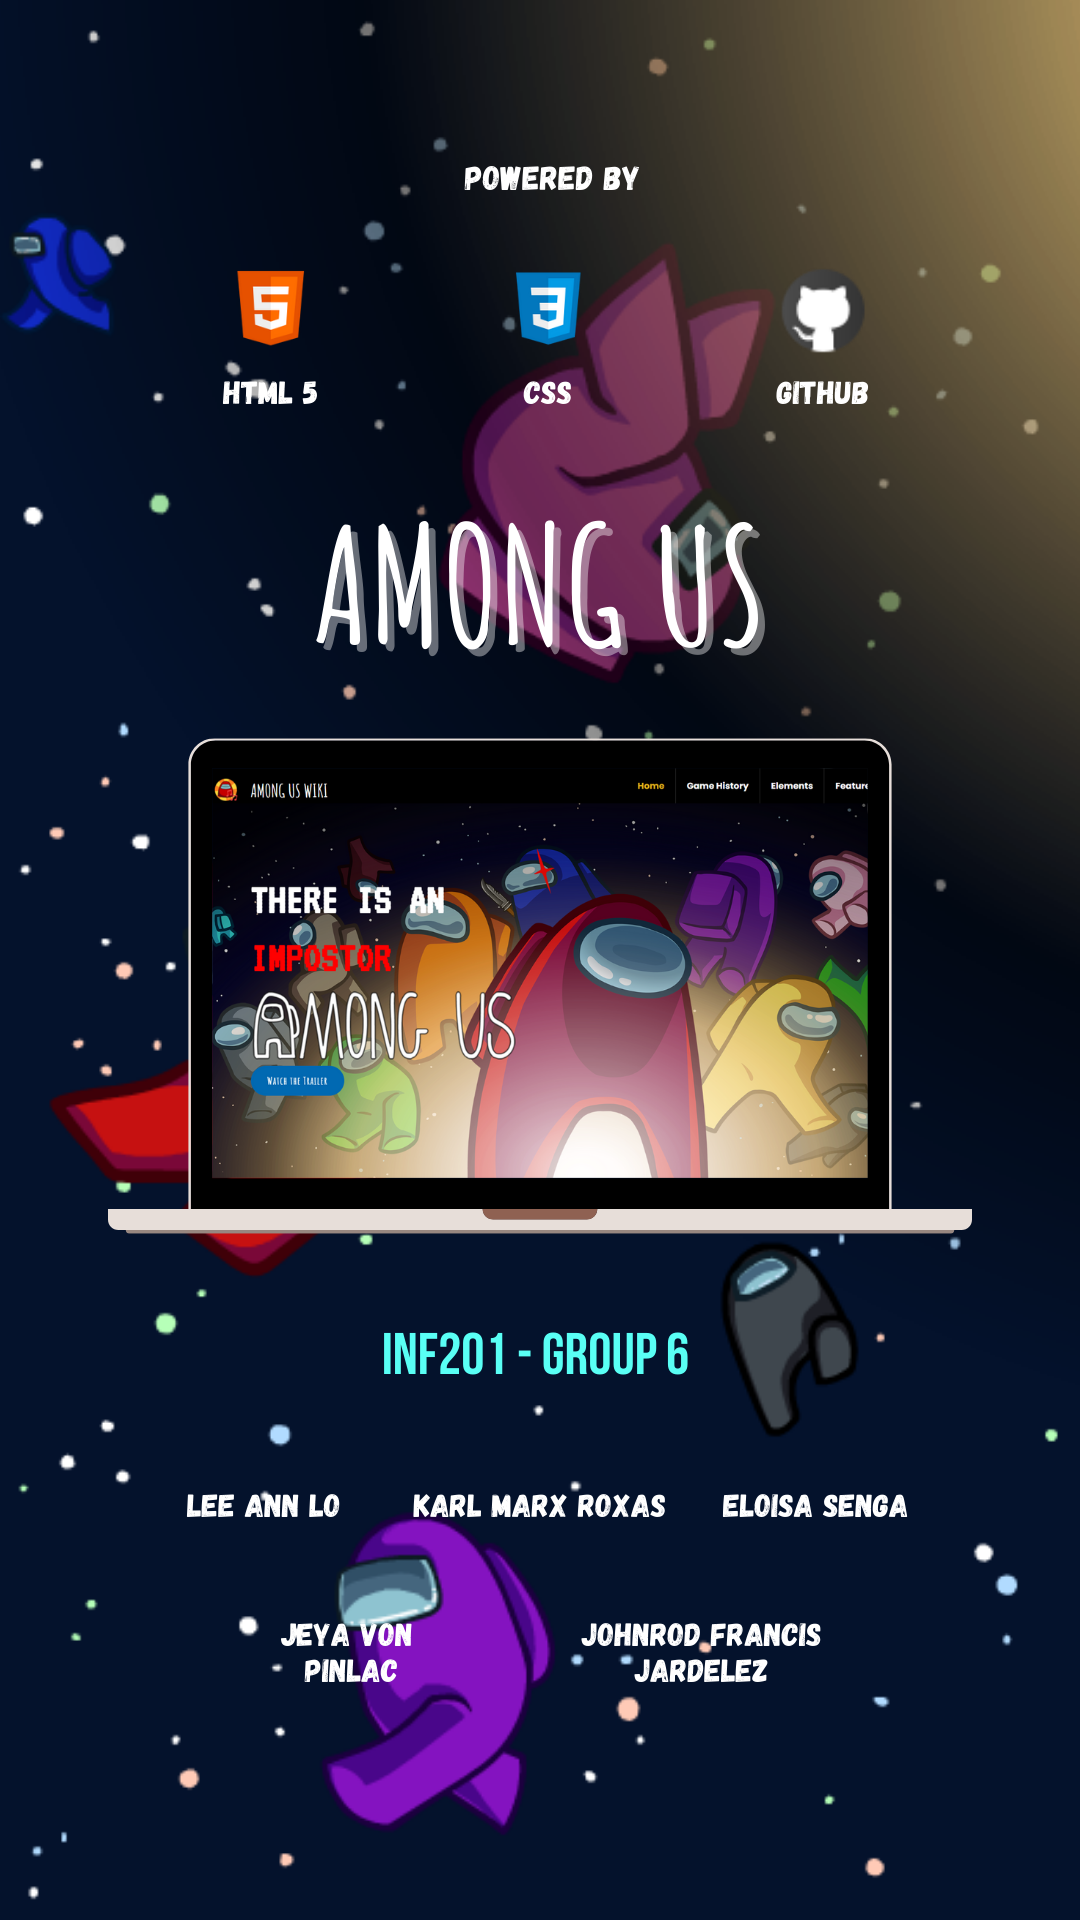 POWERED BY
HTML 5
CSS
GITHUB
AMONG US
AMONG US WIKI
Home
Game History
Elements
Feature
THERE IS AN
IMPOSTOR
AMONG US
Watch the Trailer
INF201 - GROUP 6
LEE ANN LO
KARL MARX ROXAS
ELOISA SENGA
JEYA VON
PINLAC
JOHNROD FRANCIS
JARDELEZ